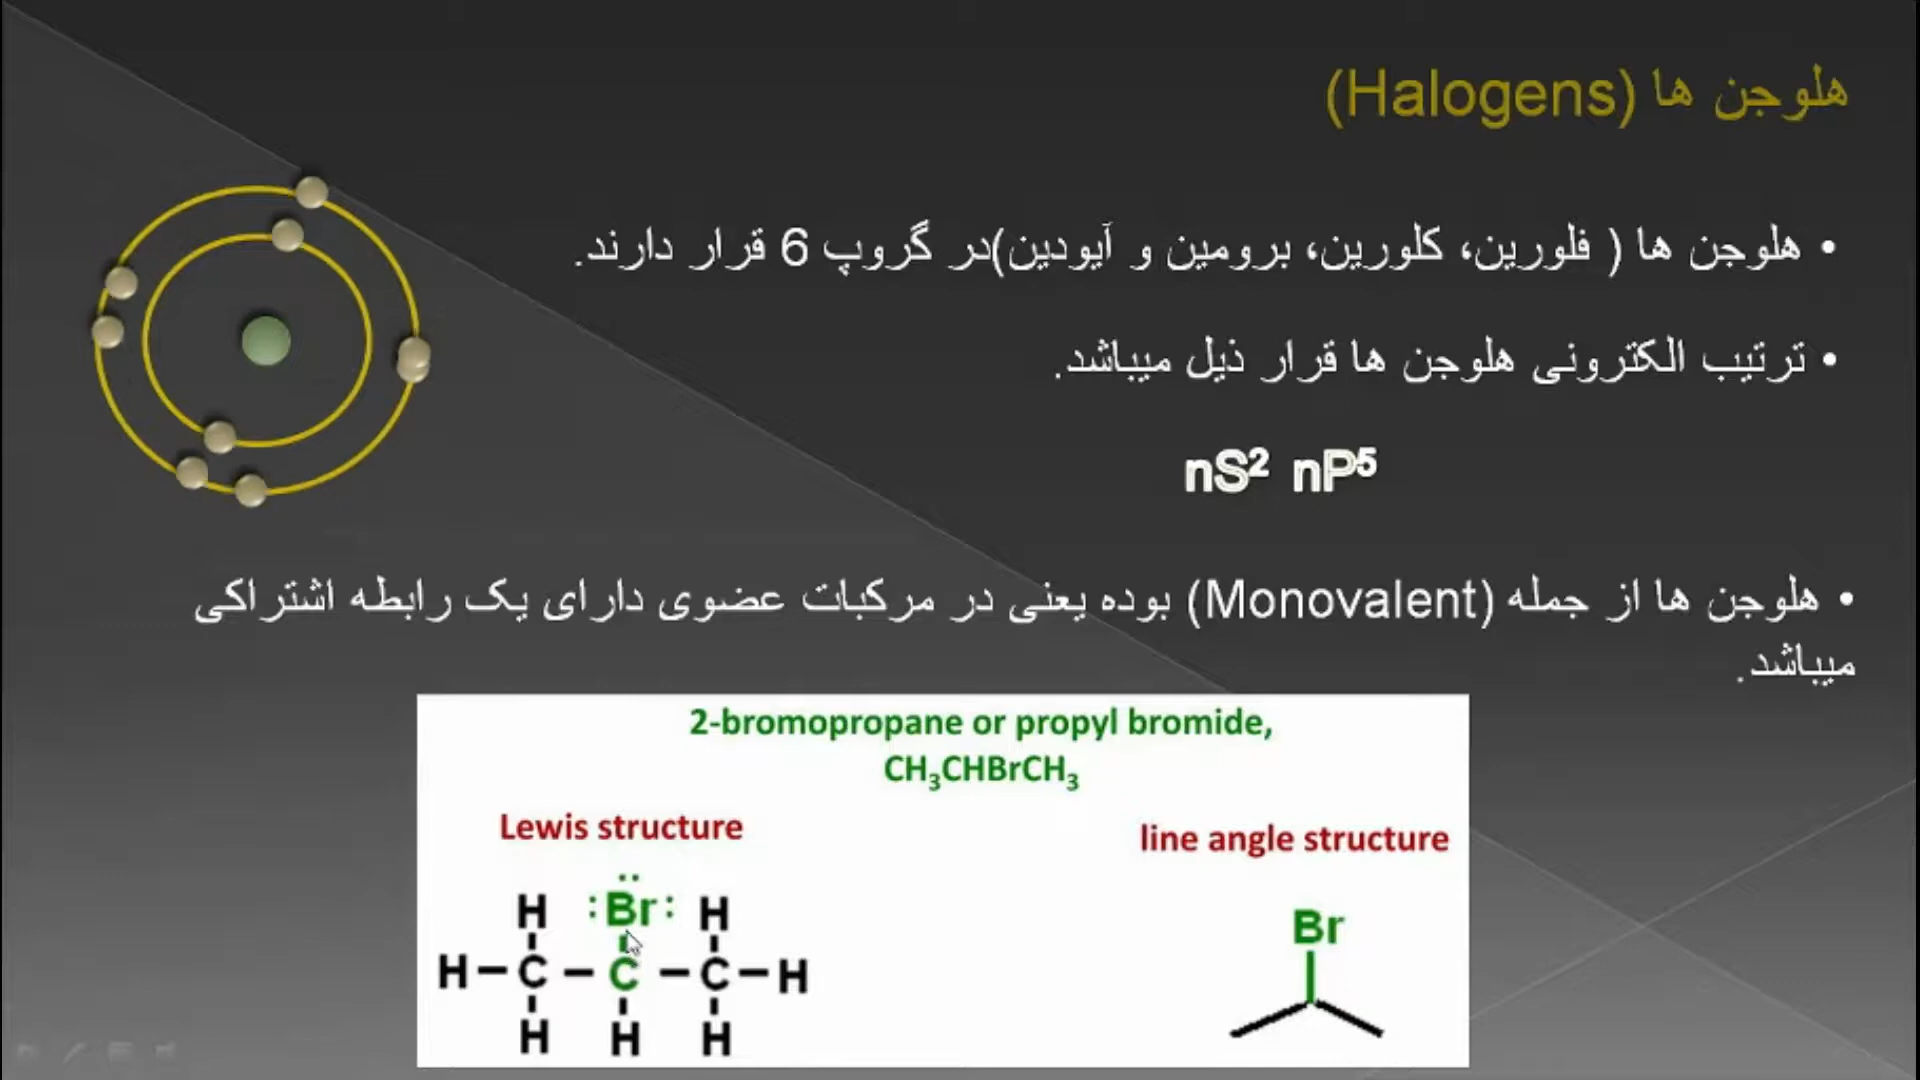 هلوجن ها (Halogens)
• هلوجن ها ( فلورین، کلورین، برومین و آیودین)در گروپ 6 قرار دارند.
• ترتیب الکترونی هلوجن ها قرار ذیل میباشد.
nS² nP⁵
• هلوجن ها از جمله (Monovalent) بوده یعنی در مرکبات عضوی دارای یک رابطه اشتراکی
میباشد.
2-bromopropane or propyl bromide,
CH₃CHBrCH₃
Lewis structure
line angle structure
H :Br: H
H-C-C-C-H
H H H
Br